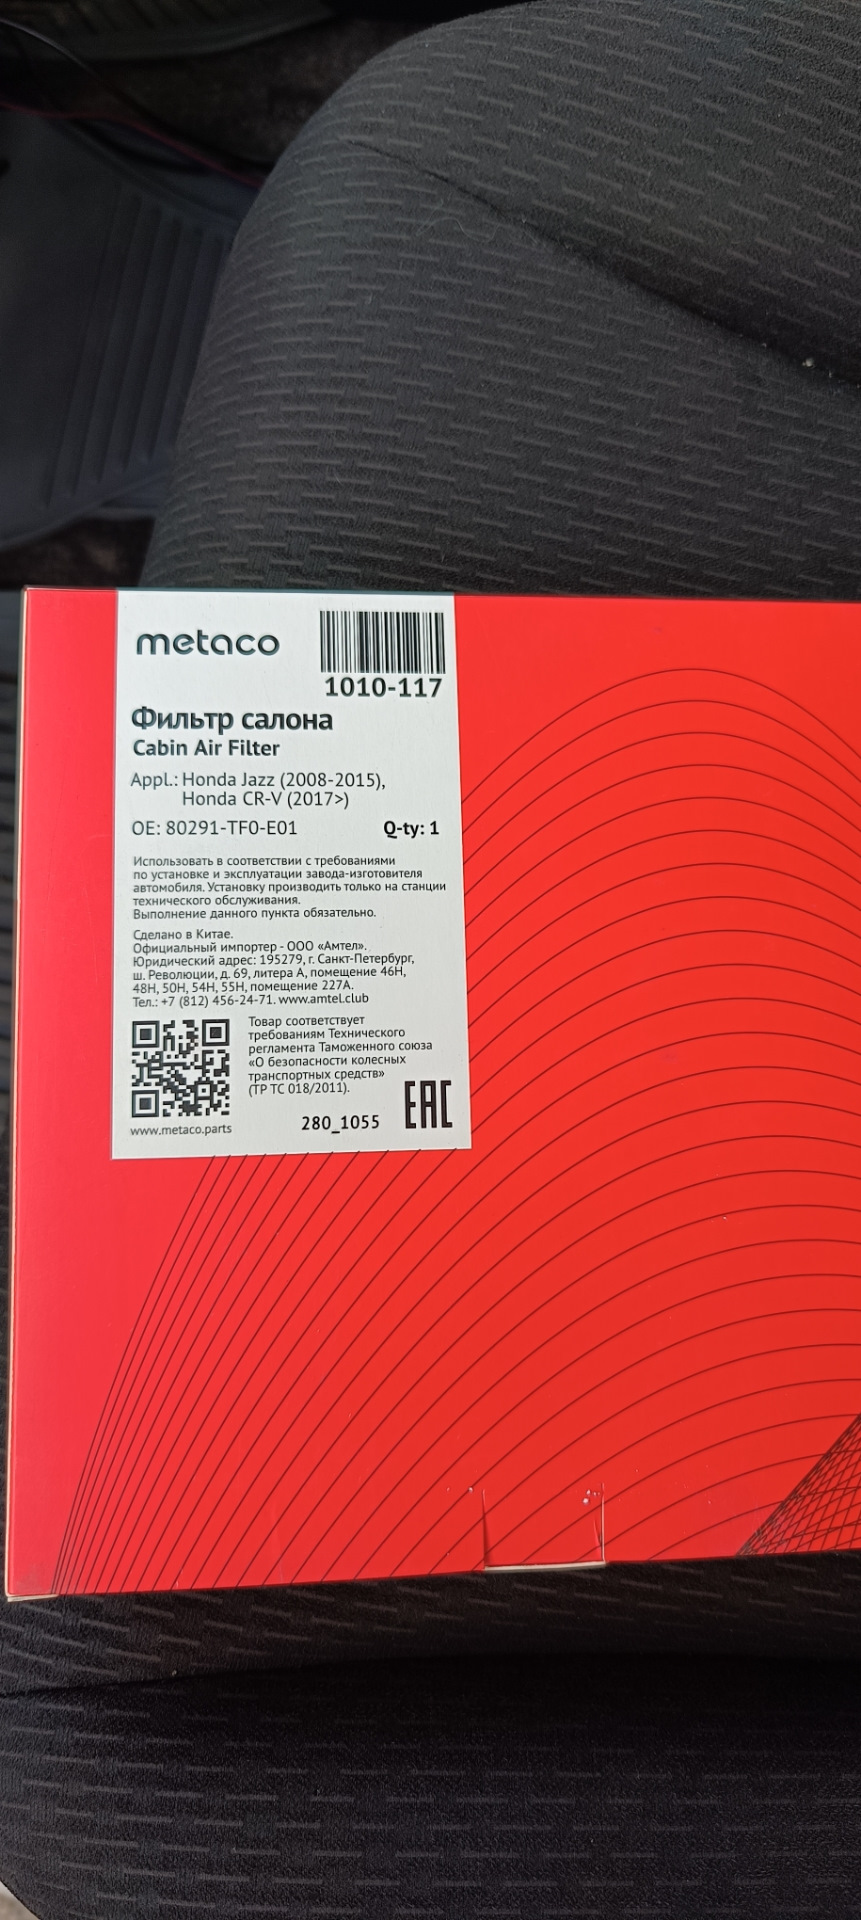 metaco
1010-117
Фильтр салона
Cabin Air Filter
Appl.: Honda Jazz (2008-2015),
Honda CR-V (2017>)
OE: 80291-TF0-E01 Q-ty: 1
Использовать в соответствии с требованиями
по установке и эксплуатации завода-изготовителя
автомобиля. Установку производить только на станции
технического обслуживания.
Выполнение данного пункта обязательно.
Сделано в Китае.
Официальный импортер - ООО «Амтел».
Юридический адрес: 195279, г. Санкт-Петербург,
ш. Революции, д. 69, литера А, помещение 46Н,
48Н, 50Н, 54Н, 55Н, помещение 227А.
Тел.: +7 (812) 456-24-71. www.amtel.club
Товар соответствует
требованиям Технического
регламента Таможенного союза
«О безопасности колесных
транспортных средств»
(ТР ТС 018/2011).
www.metaco.parts
280_1055
EAC